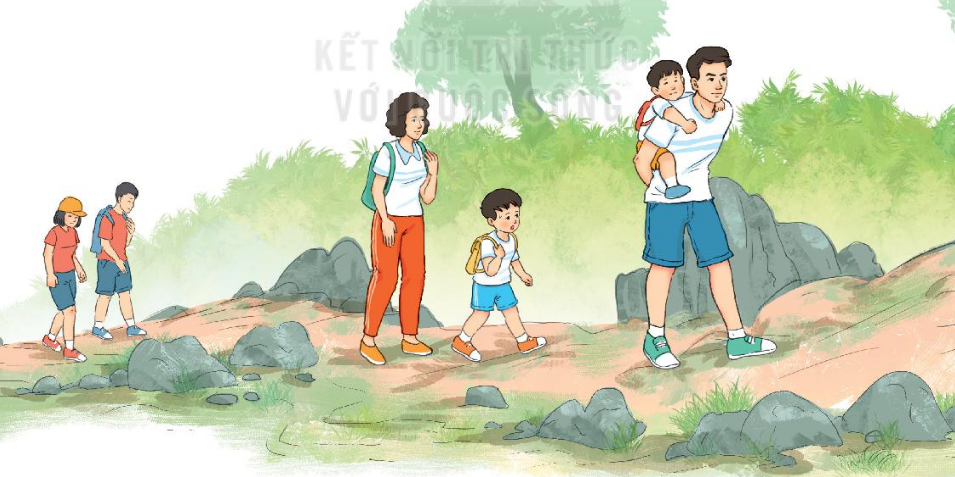 KẾT NỐI TRI THỨC
VỚI CUỘC SỐNG